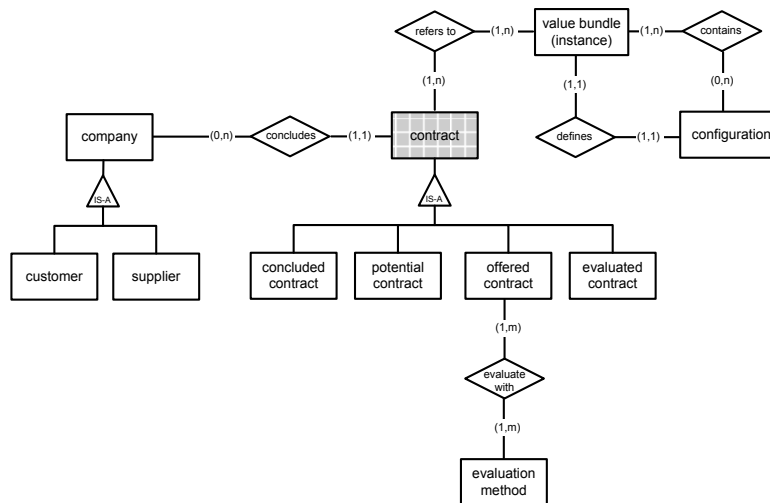 refers to
(1,n)
value bundle
(instance)
(1,n)
contains
(1,n)
(1,1)
(0,n)
company
(0,n)
concludes
(1,1)
contract
defines
(1,1)
configuration
IS-A
IS-A
customer
supplier
concluded
contract
potential
contract
offered
contract
evaluated
contract
(1,m)
evaluate
with
(1,m)
evaluation
method